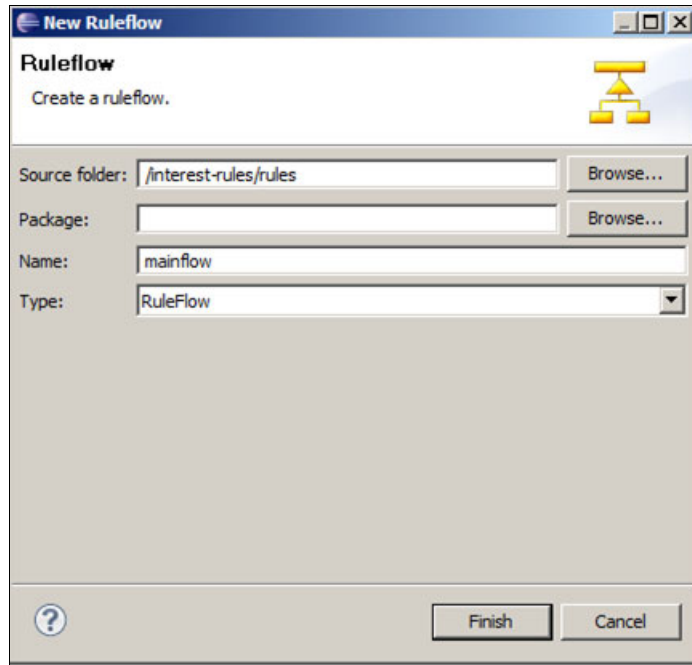 New Ruleflow
Ruleflow
Create a ruleflow.
Source folder: /interest-rules/rules Browse...
Package: Browse...
Name: mainflow
Type: RuleFlow
? Finish Cancel